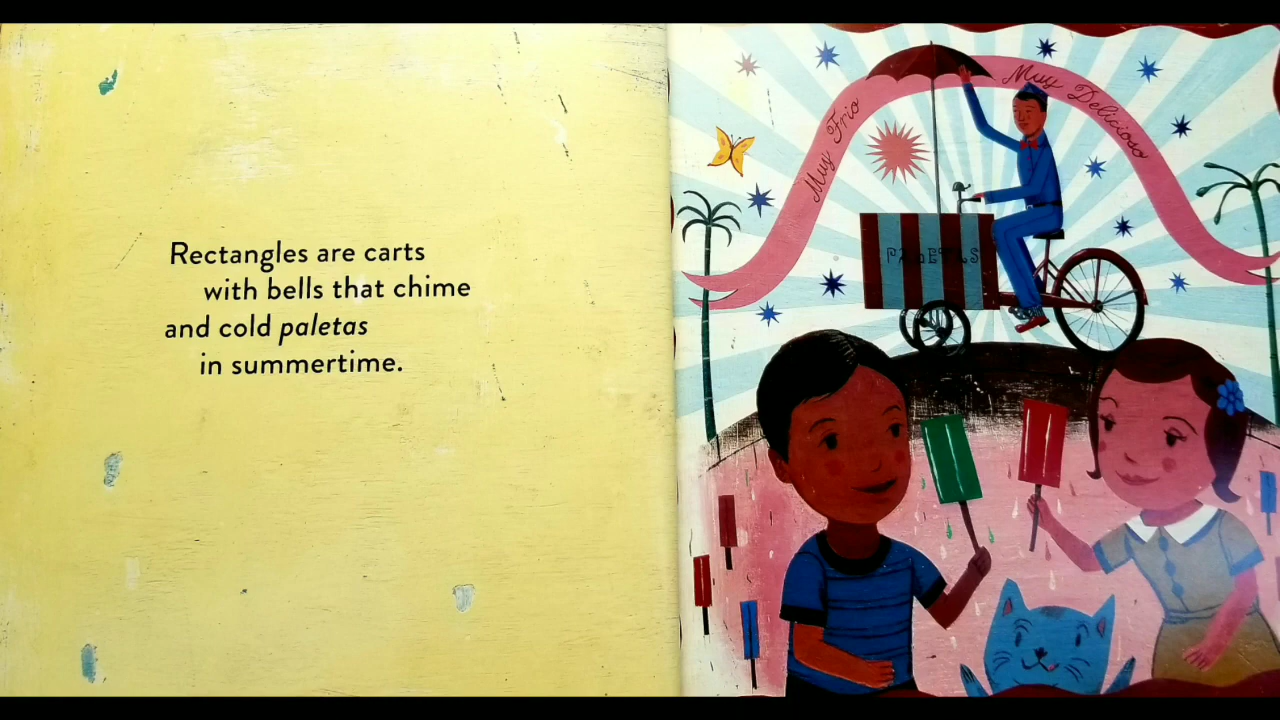 Rectangles are carts
with bells that chime
and cold paletas
in summertime.
Muy Frio
Muy Delicioso
PALETAS